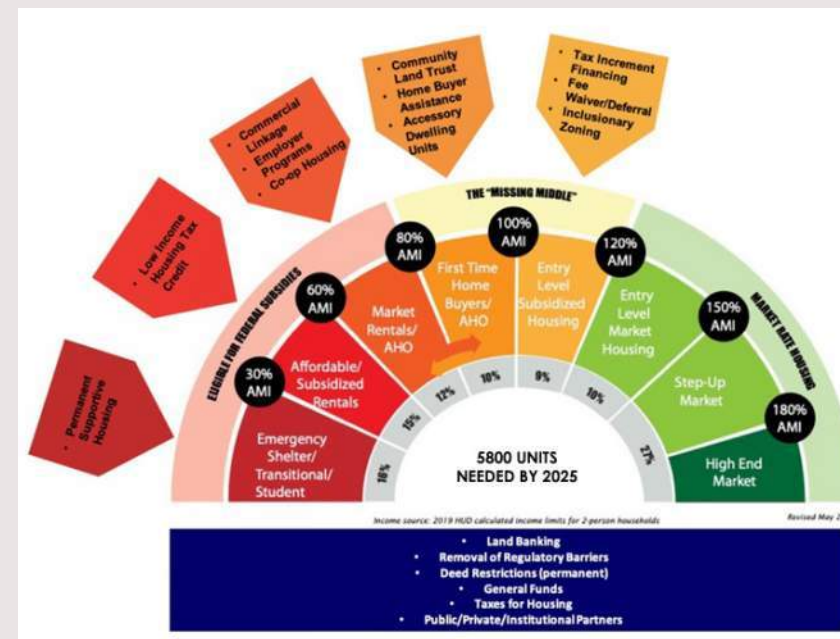 • Community
Land Trust
• Home Buyer
Assistance
• Accessory
Dwelling
Units
• Tax Increment
Financing
• Fee
Waiver/Deferral
• Inclusionary
Zoning
• Commercial
Linkage
• Employer
Programs
• Co-op Housing
• Low Income
Housing Tax
Credit
• Permanent
Supportive
Housing
ELIGIBLE FOR FEDERAL SUBSIDIES
THE "MISSING MIDDLE"
MARKET RATE HOUSING
30%
AMI
60%
AMI
80%
AMI
100%
AMI
120%
AMI
150%
AMI
180%
AMI
Emergency
Shelter/
Transitional/
Student
Affordable/
Subsidized
Rentals
Market
Rentals/
AHO
First Time
Home
Buyers/
AHO
Entry
Level
Subsidized
Housing
Entry
Level
Market
Housing
Step-Up
Market
High End
Market
16%
15%
12%
10%
9%
10%
27%
5800 UNITS
NEEDED BY 2025
Income source: 2019 HUD calculated income limits for 2-person households
Revised May 2
• Land Banking
• Removal of Regulatory Barriers
• Deed Restrictions (permanent)
• General Funds
• Taxes for Housing
• Public/Private/Institutional Partners